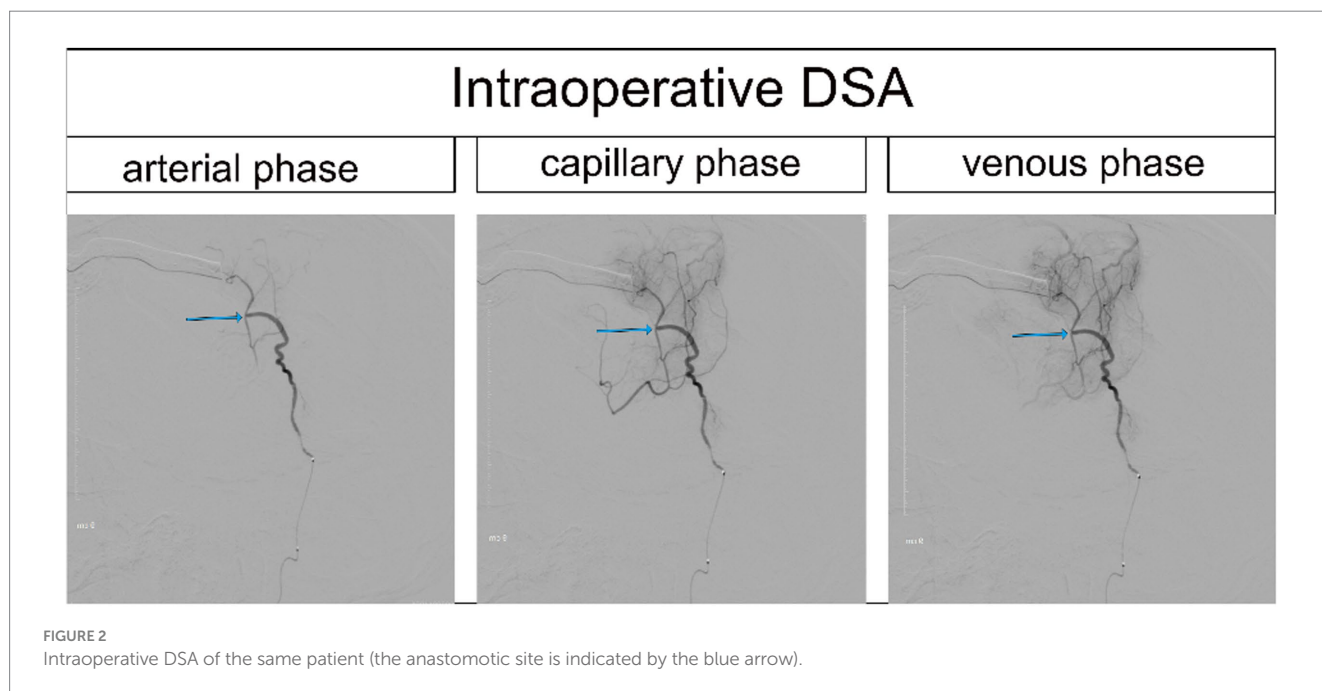 Intraoperative DSA
arterial phase
capillary phase
venous phase
FIGURE 2
Intraoperative DSA of the same patient (the anastomotic site is indicated by the blue arrow).